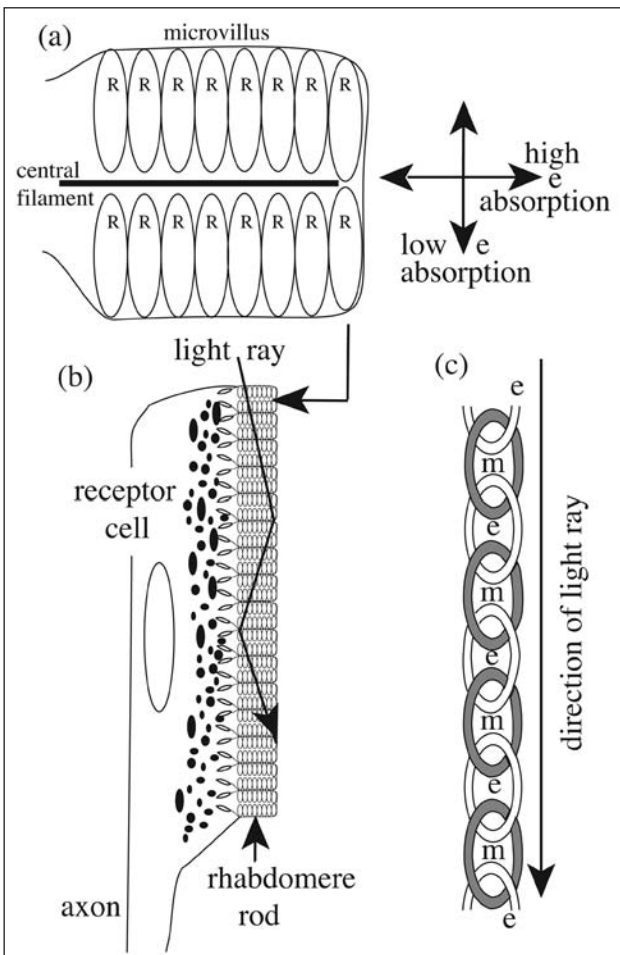 (a)
microvillus
R R R R R R R R
central
filament
R R R R R R R R
high
e
absorption
low e
absorption
light ray
(b)
receptor
cell
rhabdomere
rod
axon
(c)
e
m
e
m
e
m
e
m
e
direction of light ray